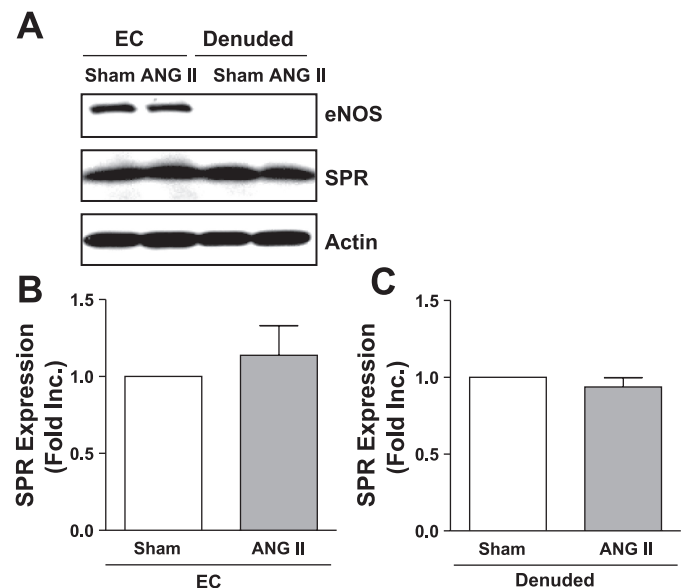 A
EC Denuded
Sham ANG II Sham ANG II
eNOS
SPR
Actin
B
SPR Expression
(Fold Inc.)
1.5
1.0
0.5
0.0
Sham ANG II
EC
C
SPR Expression
(Fold Inc.)
1.5
1.0
0.5
0.0
Sham ANG II
Denuded